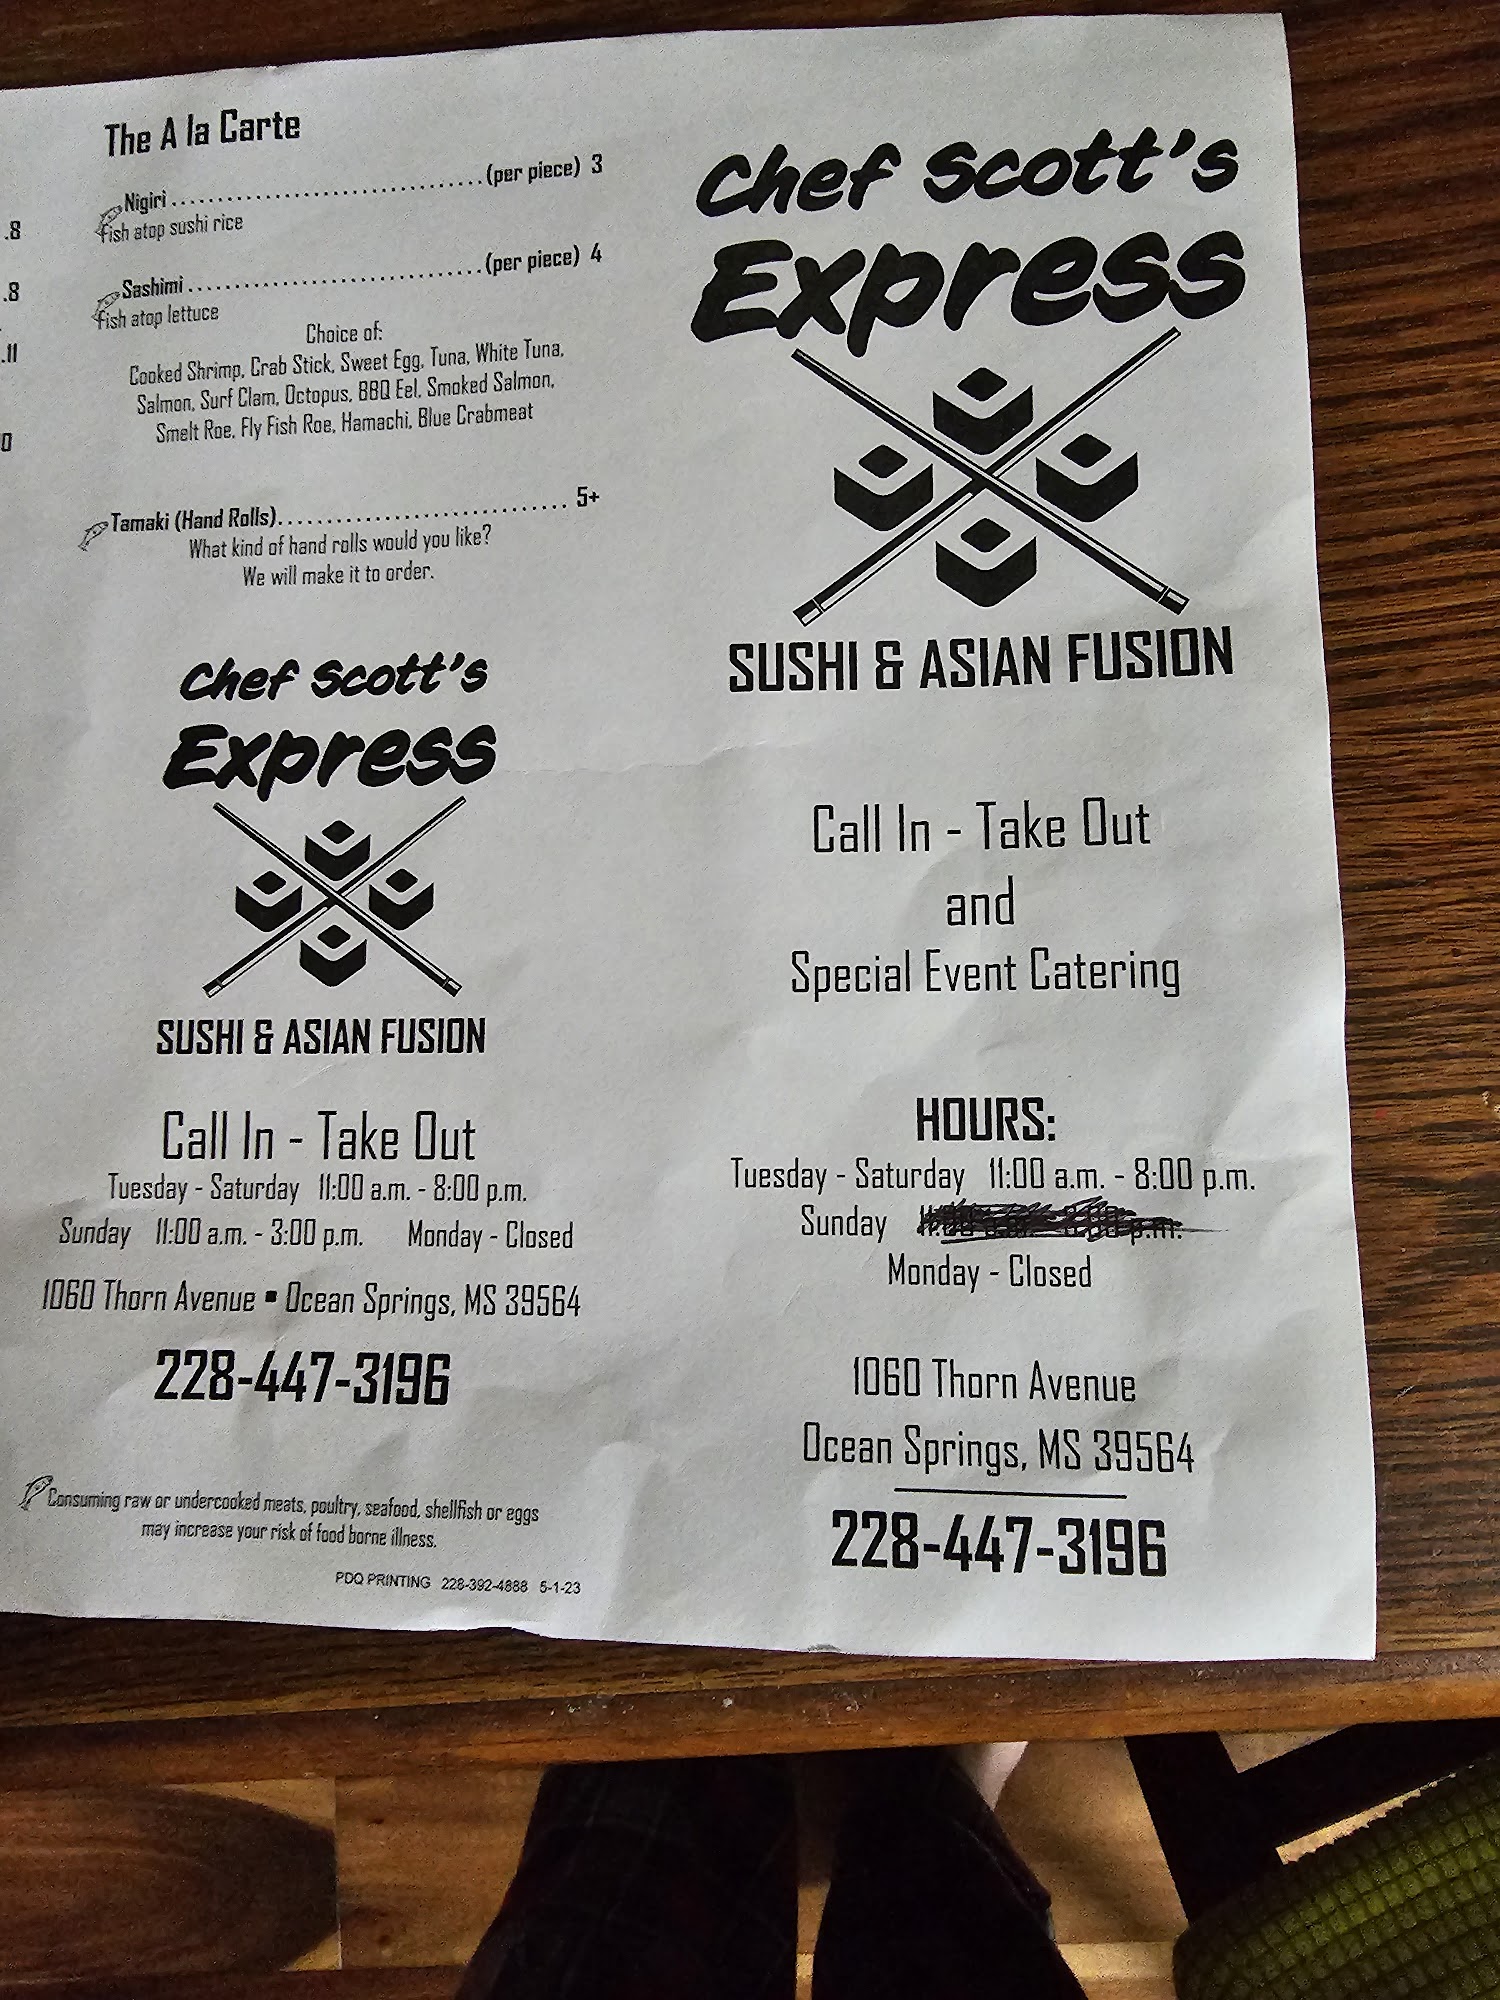 .8
.8
.11
0
The A la Carte
Nigiri (per piece) 3
fish atop sushi rice
Sashimi (per piece) 4
fish atop lettuce
Choice of:
Cooked Shrimp, Crab Stick, Sweet Egg, Tuna, White Tuna,
Salmon, Surf Clam, Octopus, BBQ Eel, Smoked Salmon,
Smelt Roe, Fly Fish Roe, Hamachi, Blue Crabmeat
Tamaki (Hand Rolls) 5+
What kind of hand rolls would you like?
We will make it to order.
Chef Scott's
Express
SUSHI & ASIAN FUSION
Call In - Take Out
Tuesday - Saturday 11:00 a.m. - 8:00 p.m.
Sunday 11:00 a.m. - 3:00 p.m. Monday - Closed
1060 Thorn Avenue ▪ Ocean Springs, MS 39564
228-447-3196
Consuming raw or undercooked meats, poultry, seafood, shellfish or eggs
may increase your risk of food borne illness.
PDQ PRINTING 228-392-4888 5-1-23
Chef Scott's
Express
SUSHI & ASIAN FUSION
Call In - Take Out
and
Special Event Catering
HOURS:
Tuesday - Saturday 11:00 a.m. - 8:00 p.m.
Sunday
Monday - Closed
1060 Thorn Avenue
Ocean Springs, MS 39564
228-447-3196